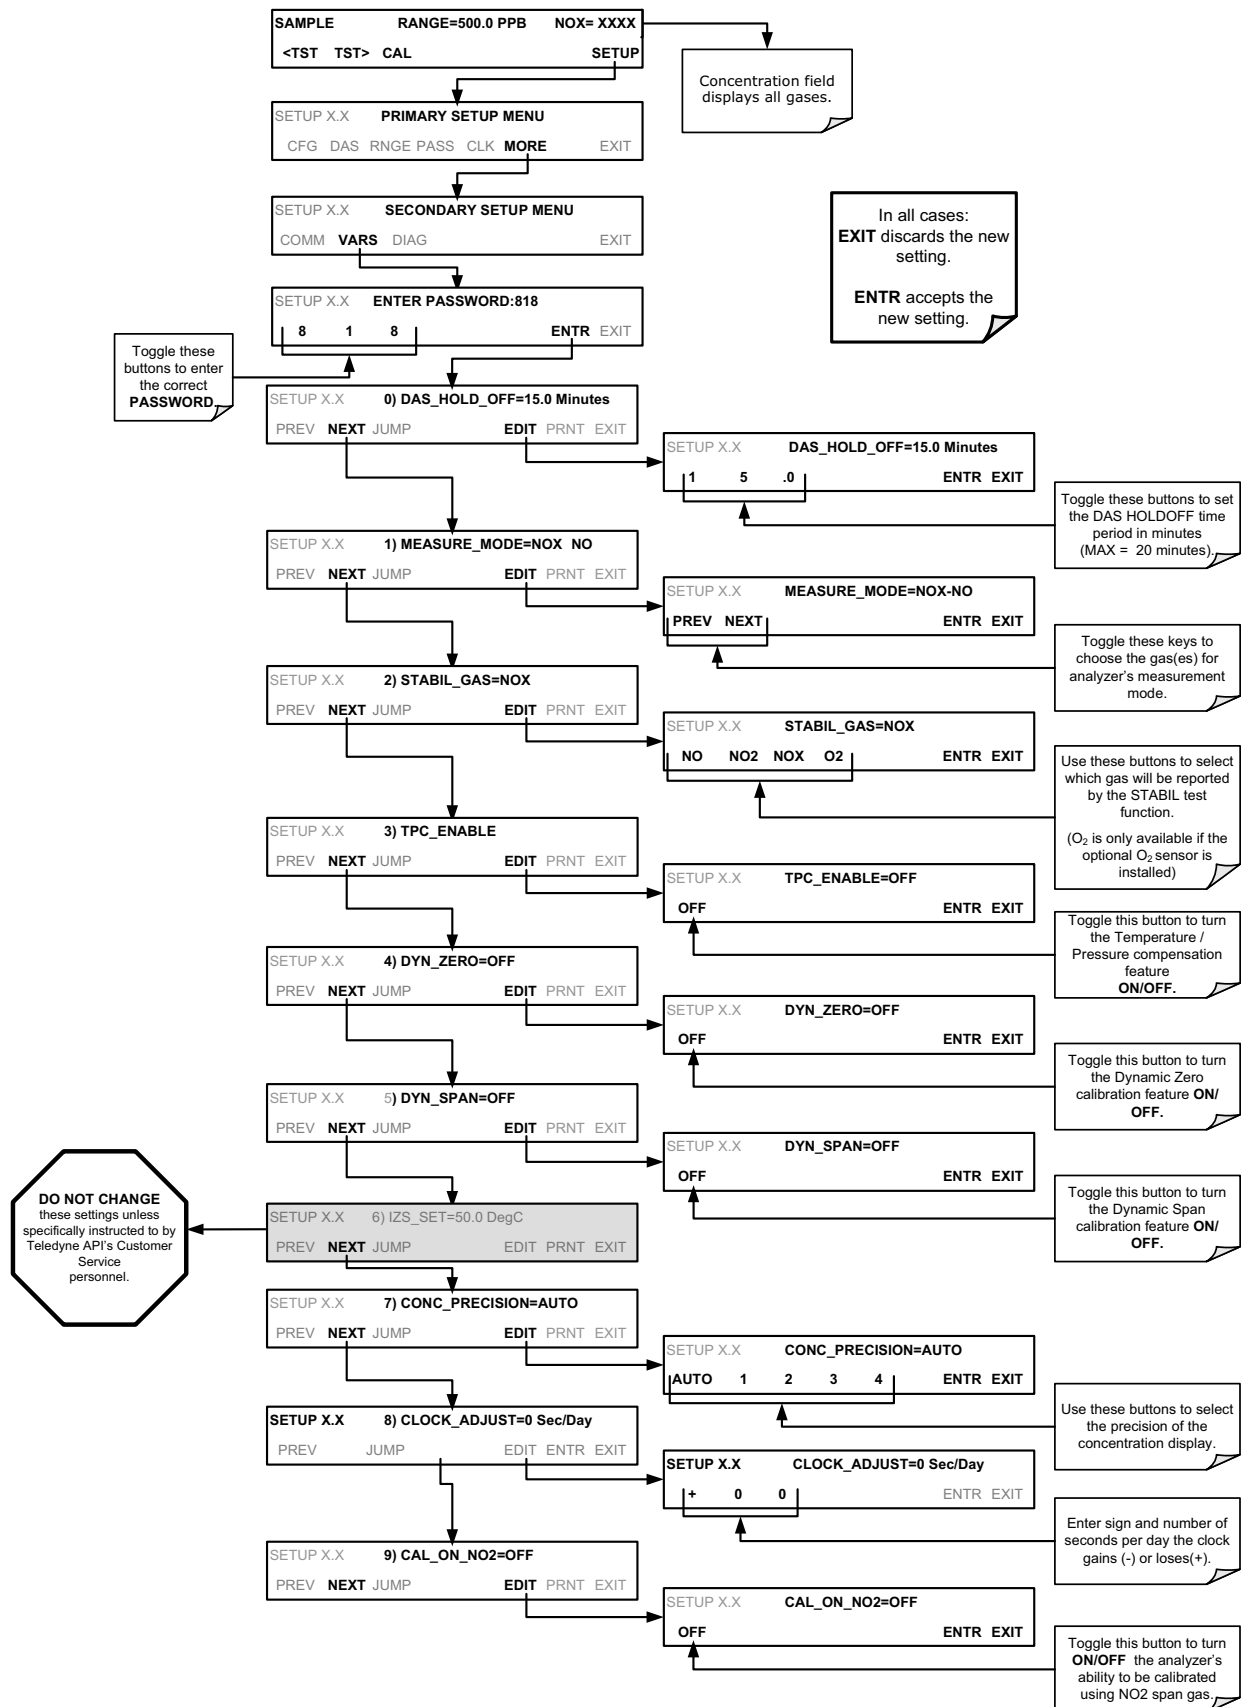 SAMPLE RANGE=500.0 PPB NOX= XXXX
<TST TST> CAL SETUP
Concentration field
displays all gases.
SETUP X.X PRIMARY SETUP MENU
CFG DAS RNGE PASS CLK MORE EXIT
SETUP X.X SECONDARY SETUP MENU
COMM VARS DIAG EXIT
In all cases:
EXIT discards the new
setting.
ENTR accepts the
new setting.
SETUP X.X ENTER PASSWORD:818
8 1 8 ENTR EXIT
Toggle these
buttons to enter
the correct
PASSWORD.
SETUP X.X 0) DAS_HOLD_OFF=15.0 Minutes
PREV NEXT JUMP EDIT PRNT EXIT
SETUP X.X DAS_HOLD_OFF=15.0 Minutes
1 5 .0 ENTR EXIT
Toggle these buttons to set
the DAS HOLDOFF time
period in minutes
(MAX = 20 minutes).
SETUP X.X 1) MEASURE_MODE=NOX NO
PREV NEXT JUMP EDIT PRNT EXIT
SETUP X.X MEASURE_MODE=NOX-NO
PREV NEXT ENTR EXIT
Toggle these keys to
choose the gas(es) for
analyzer's measurement
mode.
SETUP X.X 2) STABIL_GAS=NOX
PREV NEXT JUMP EDIT PRNT EXIT
SETUP X.X STABIL_GAS=NOX
NO NO2 NOX O2 ENTR EXIT
Use these buttons to select
which gas will be reported
by the STABIL test
function.
(O2 is only available if the
optional O2 sensor is
installed)
SETUP X.X 3) TPC_ENABLE
PREV NEXT JUMP EDIT PRNT EXIT
SETUP X.X TPC_ENABLE=OFF
OFF ENTR EXIT
Toggle this button to turn
the Temperature /
Pressure compensation
feature
ON/OFF.
SETUP X.X 4) DYN_ZERO=OFF
PREV NEXT JUMP EDIT PRNT EXIT
SETUP X.X DYN_ZERO=OFF
OFF ENTR EXIT
Toggle this button to turn
the Dynamic Zero
calibration feature ON/
OFF.
SETUP X.X 5) DYN_SPAN=OFF
PREV NEXT JUMP EDIT PRNT EXIT
SETUP X.X DYN_SPAN=OFF
OFF ENTR EXIT
Toggle this button to turn
the Dynamic Span
calibration feature ON/
OFF.
DO NOT CHANGE
these settings unless
specifically instructed to by
Teledyne API's Customer
Service
personnel.
SETUP X.X 6) IZS_SET=50.0 DegC
PREV NEXT JUMP EDIT PRNT EXIT
SETUP X.X 7) CONC_PRECISION=AUTO
PREV NEXT JUMP EDIT PRNT EXIT
SETUP X.X CONC_PRECISION=AUTO
AUTO 1 2 3 4 ENTR EXIT
Use these buttons to select
the precision of the
concentration display.
SETUP X.X 8) CLOCK_ADJUST=0 Sec/Day
PREV JUMP EDIT ENTR EXIT
SETUP X.X CLOCK_ADJUST=0 Sec/Day
+ 0 0 ENTR EXIT
Enter sign and number of
seconds per day the clock
gains (-) or loses(+).
SETUP X.X 9) CAL_ON_NO2=OFF
PREV NEXT JUMP EDIT PRNT EXIT
SETUP X.X CAL_ON_NO2=OFF
OFF ENTR EXIT
Toggle this button to turn
ON/OFF the analyzer's
ability to be calibrated
using NO2 span gas.